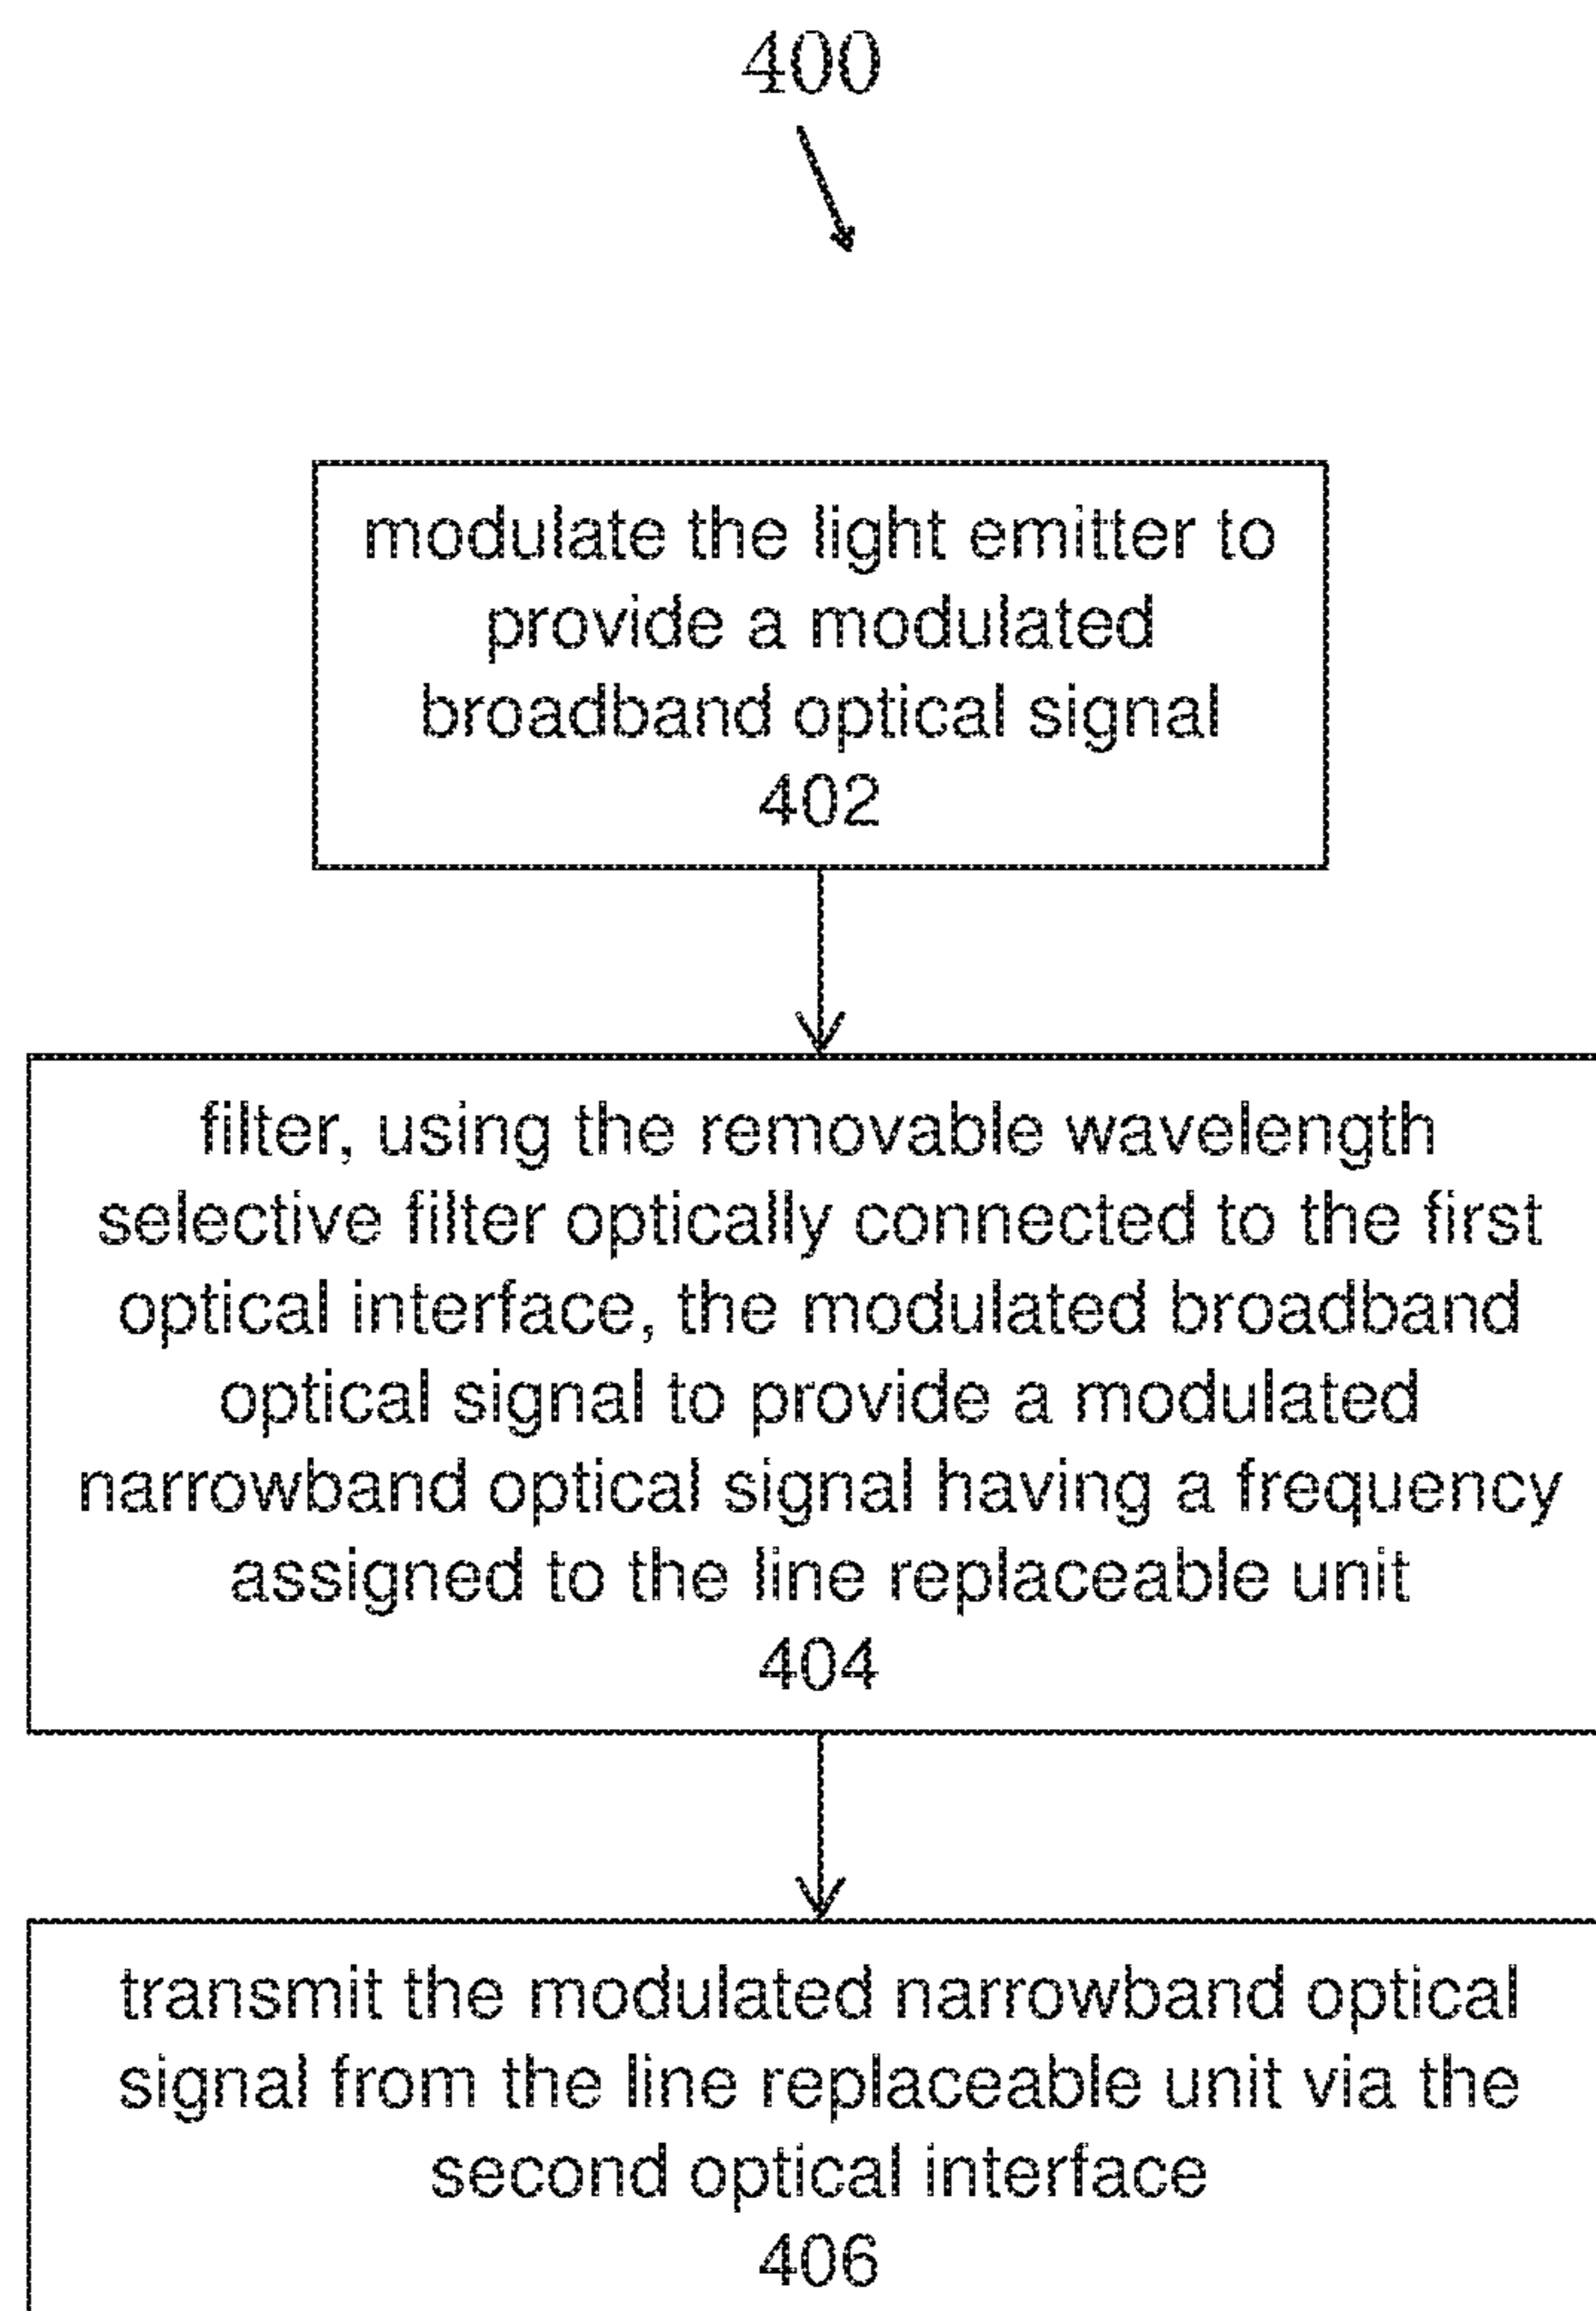 400
modulate the light emitter to
provide a modulated
broadband optical signal
402
filter, using the removable wavelength
selective filter optically connected to the first
optical interface, the modulated broadband
optical signal to provide a modulated
narrowband optical signal having a frequency
assigned to the line replaceable unit
404
transmit the modulated narrowband optical
signal from the line replaceable unit via the
second optical interface
406